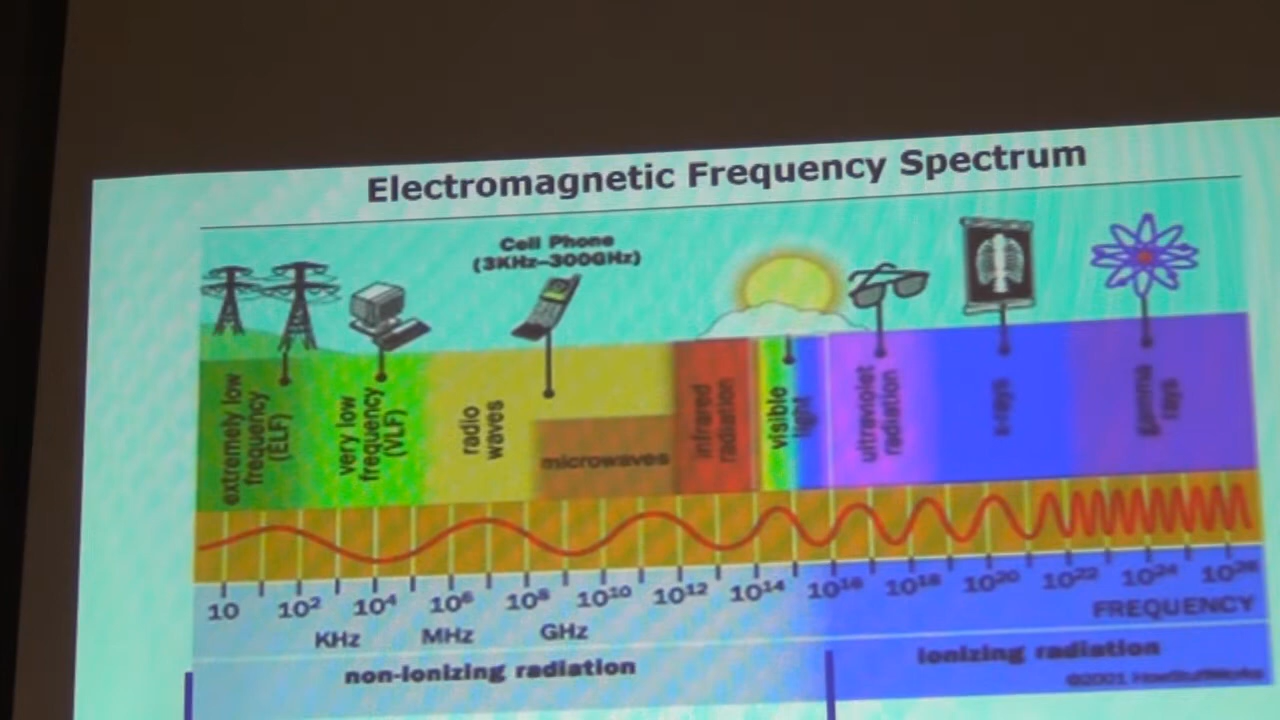 Electromagnetic Frequency Spectrum
Cell Phone
(3KHz-300GHz)
extremely low
frequency
(ELF)
very low
frequency
(VLF)
radio
waves
microwaves
infrared
radiation
visible
light
ultraviolet
radiation
x-rays
gamma
rays
10 10² 10⁴ 10⁶ 10⁸ 10¹⁰ 10¹² 10¹⁴ 10¹⁶ 10¹⁸ 10²⁰ 10²² 10²⁴ 10²⁶
KHz MHz GHz FREQUENCY
non-ionizing radiation
ionizing radiation
©2001 HowStuffWorks